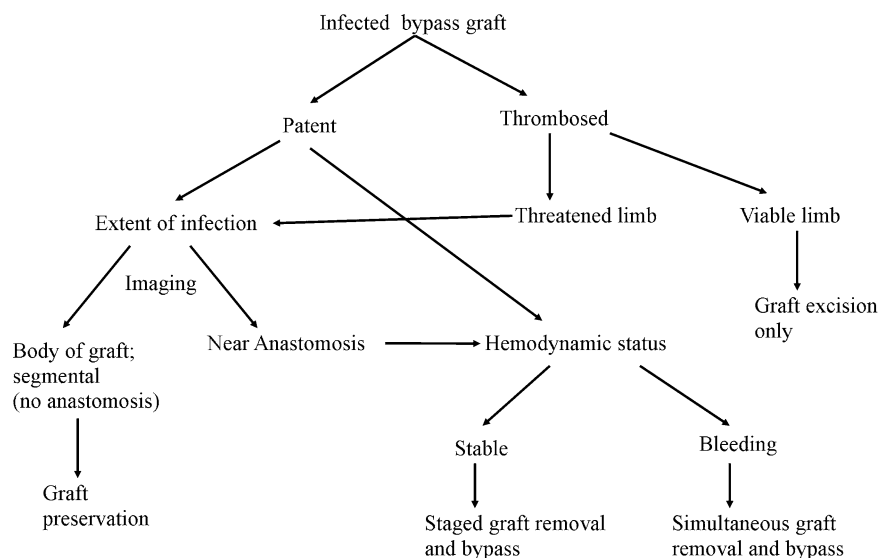 Infected bypass graft
Patent
Thrombosed
Extent of infection
Threatened limb
Viable limb
Imaging
Graft excision
only
Near Anastomosis
Hemodynamic status
Body of graft;
segmental
(no anastomosis)
Stable
Bleeding
Graft
preservation
Staged graft removal
and bypass
Simultaneous graft
removal and bypass